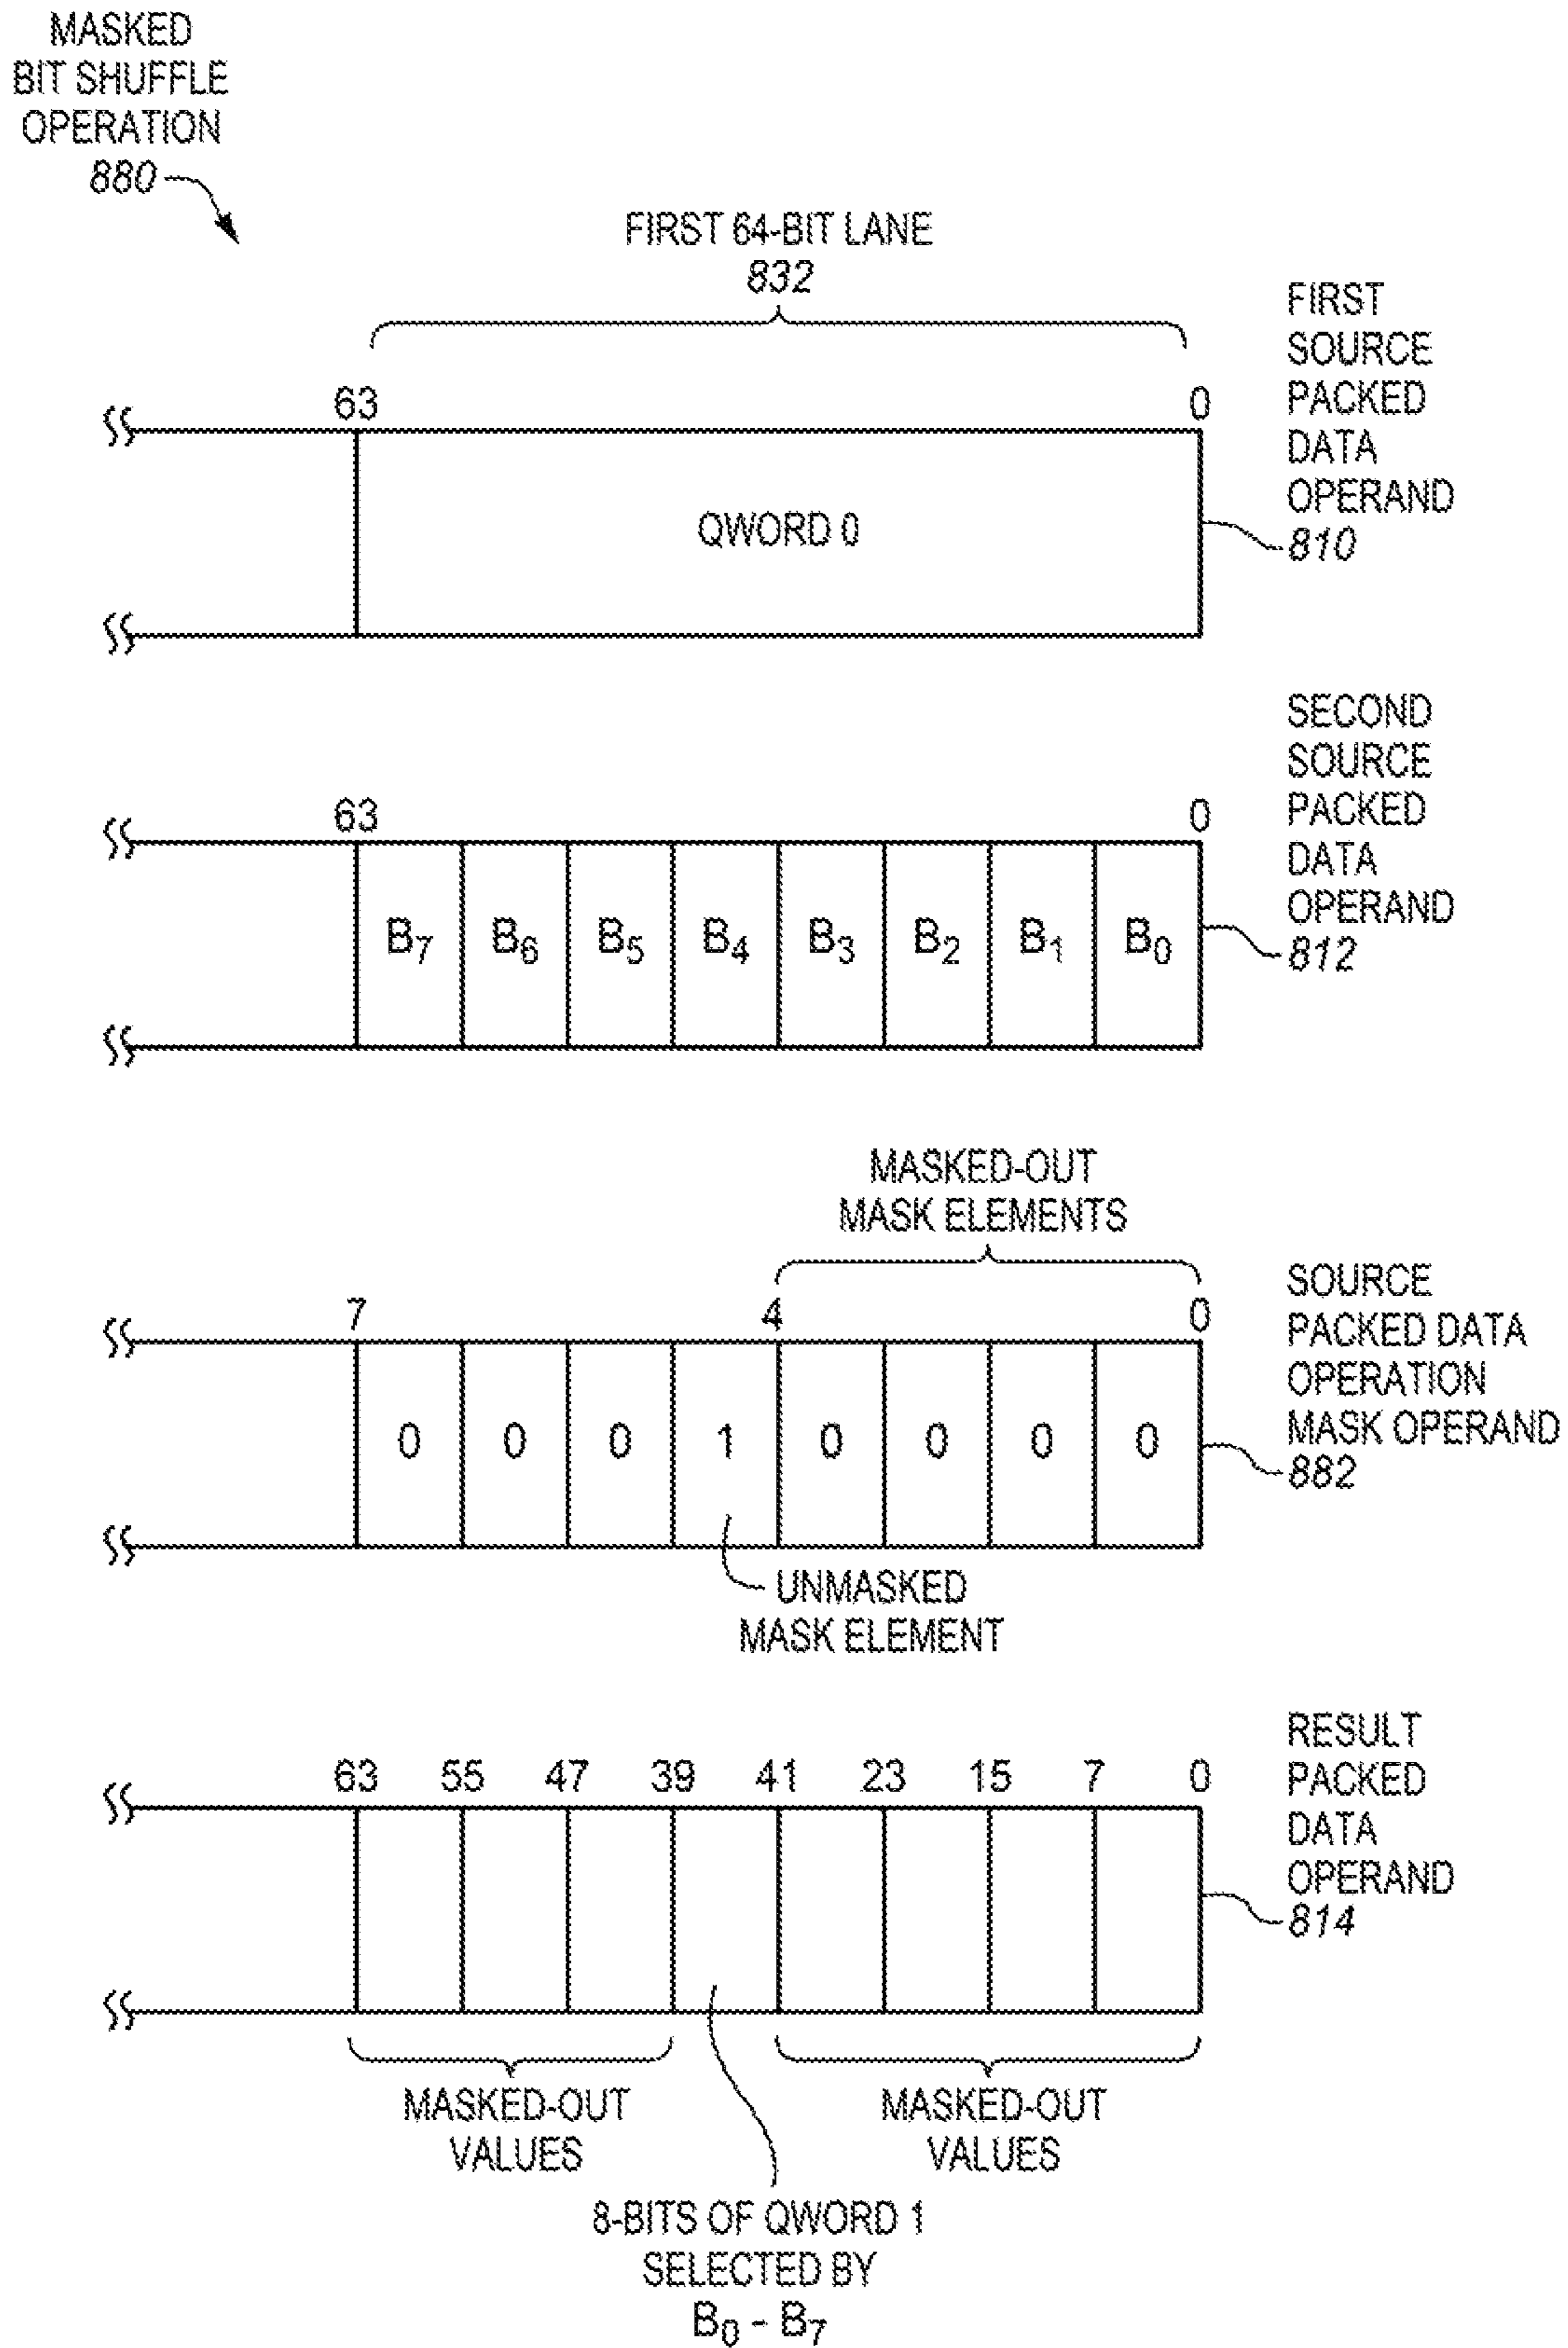 MASKED
BIT SHUFFLE
OPERATION
880
FIRST 64-BIT LANE
832
63
0
QWORD 0
FIRST
SOURCE
PACKED
DATA
OPERAND
810
63
0
B7 B6 B5 B4 B3 B2 B1 B0
SECOND
SOURCE
PACKED
DATA
OPERAND
812
MASKED-OUT
MASK ELEMENTS
7 4 0
0 0 0 1 0 0 0 0
SOURCE
PACKED DATA
OPERATION
MASK OPERAND
882
UNMASKED
MASK ELEMENT
63 55 47 39 41 23 15 7 0
RESULT
PACKED
DATA
OPERAND
814
MASKED-OUT
VALUES
MASKED-OUT
VALUES
8-BITS OF QWORD 1
SELECTED BY
B0 - B7